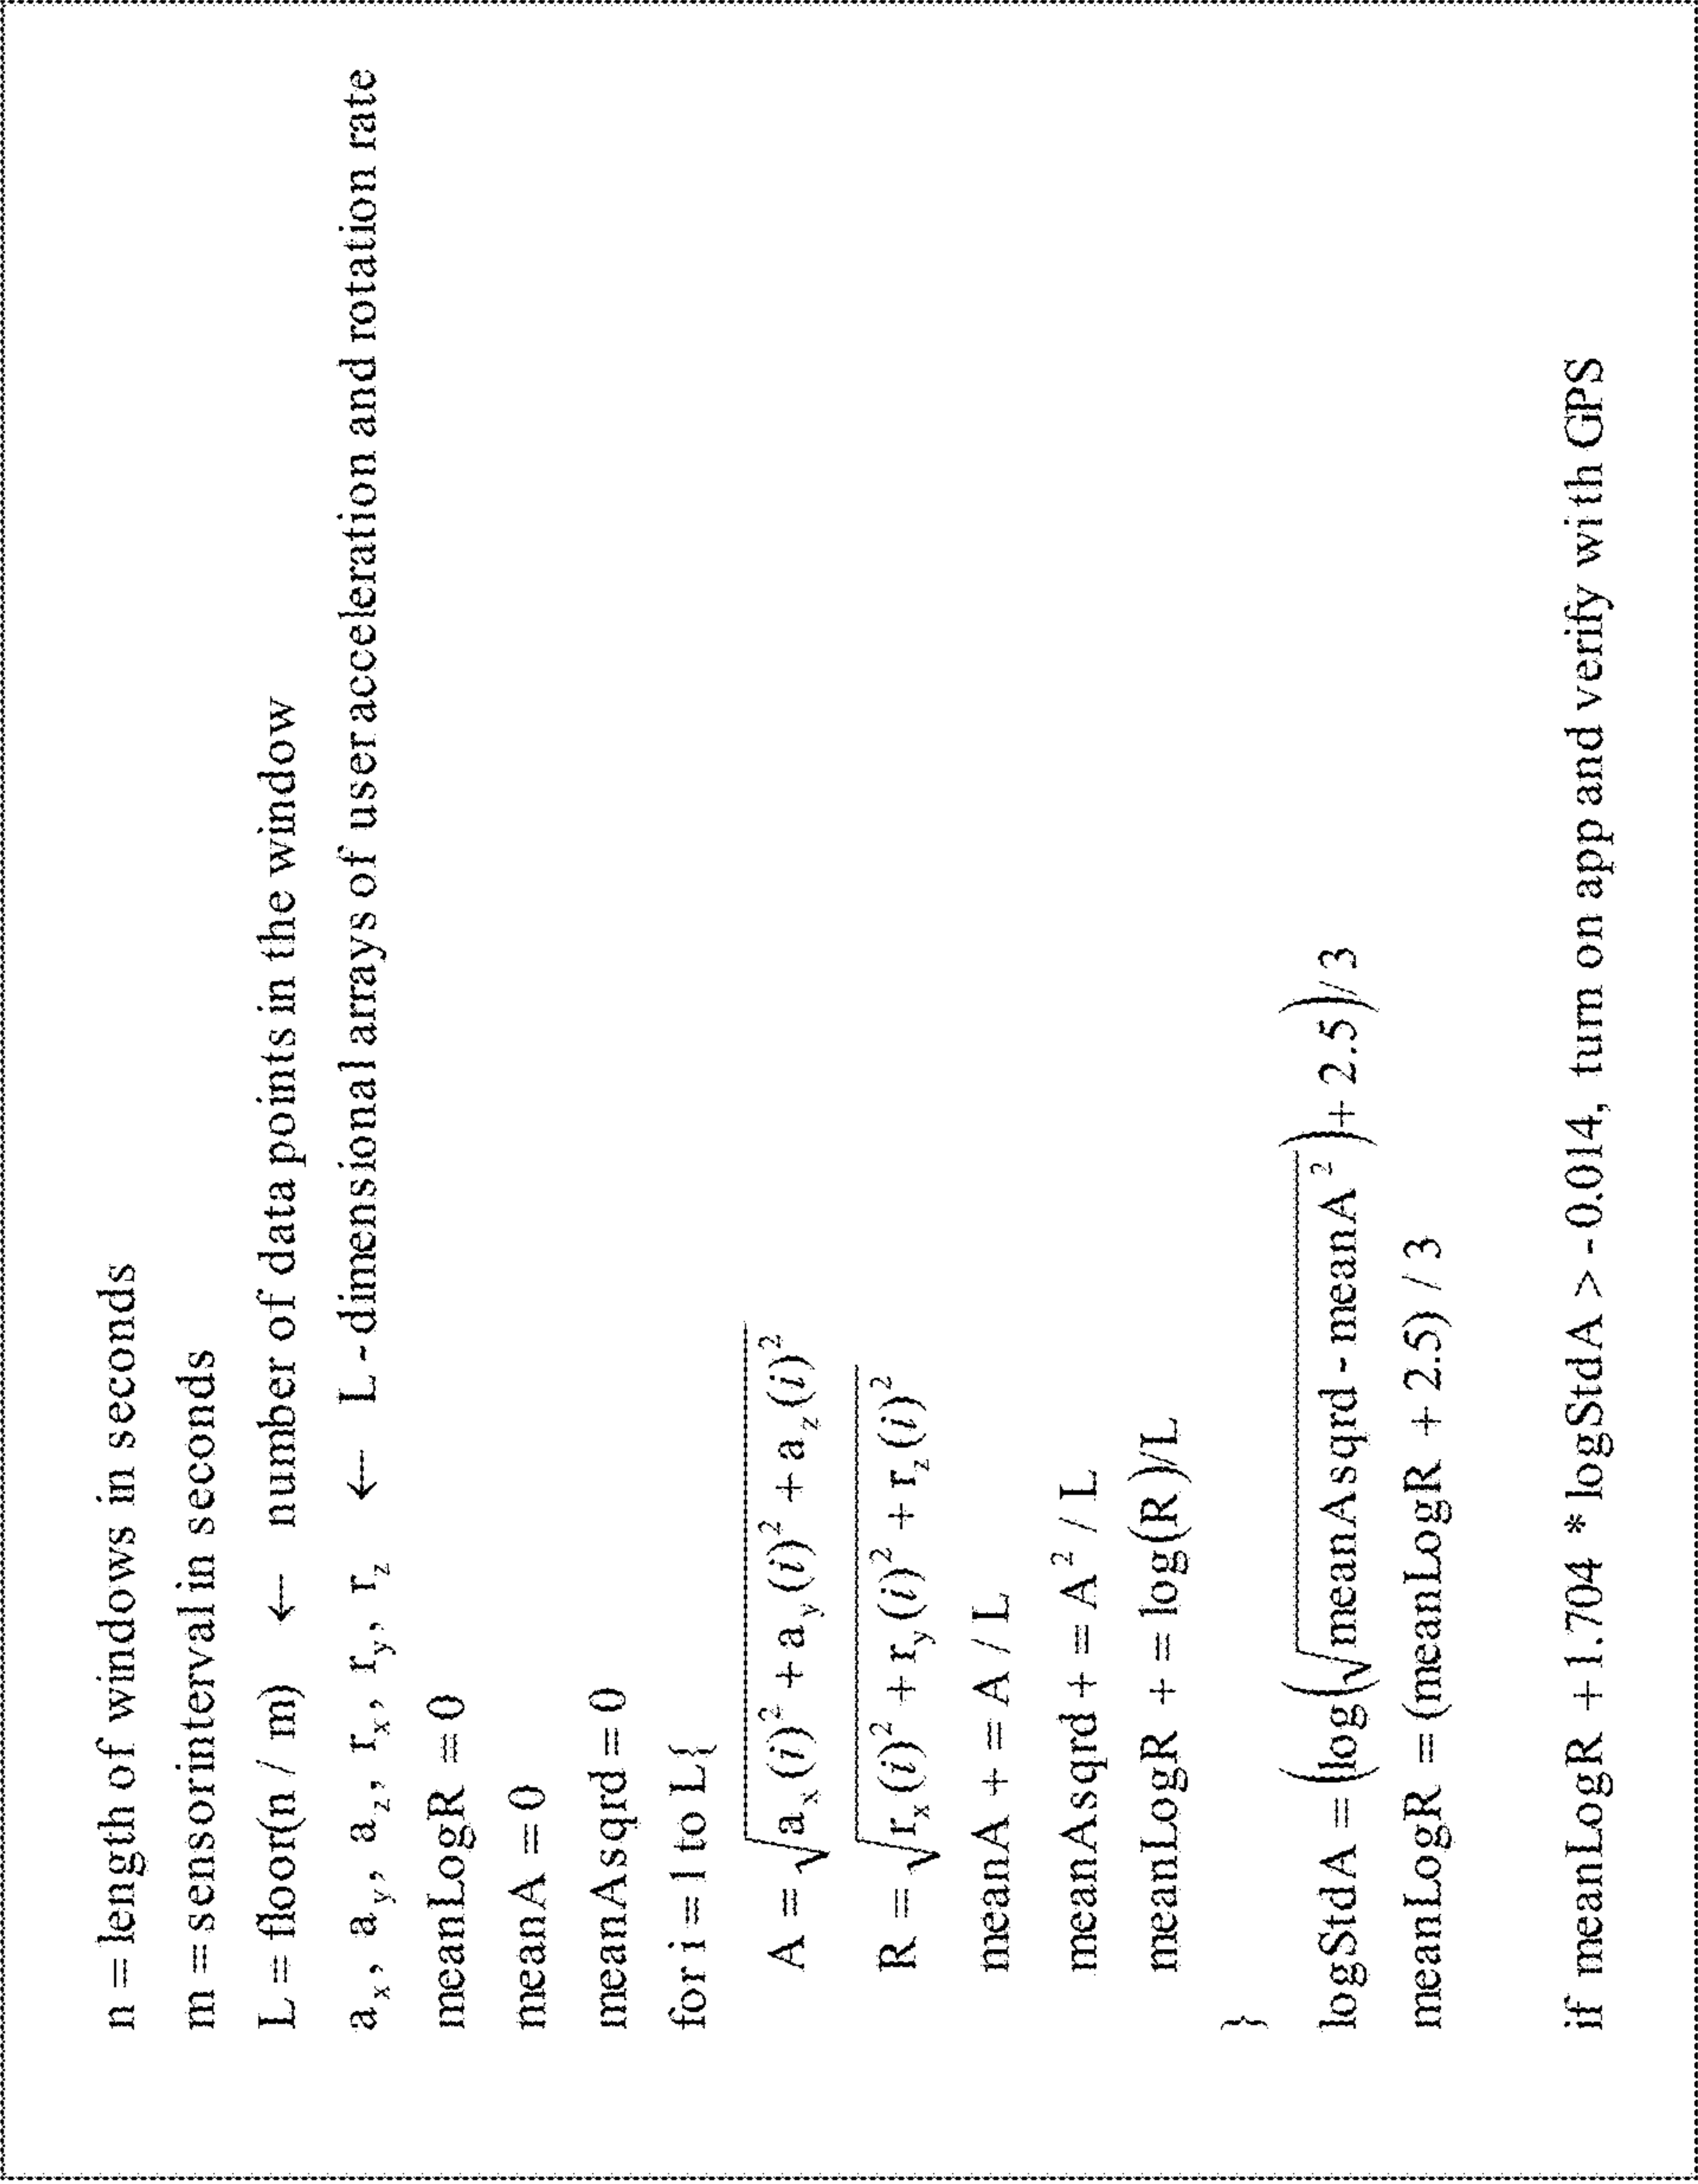 n = length of windows in seconds
m = sensor interval in seconds
L = floor(n / m) ← number of data points in the window
a_x, a_y, a_z, r_x, r_y, r_z ← L - dimensional arrays of user acceleration and rotation rate
meanLogR = 0
meanA = 0
meanAsqrd = 0
for i = 1 to L{
A = √(a_x(i)² + a_y(i)² + a_z(i)²)
R = √(r_x(i)² + r_y(i)² + r_z(i)²)
meanA + = A / L
meanAsqrd + = A² / L
meanLogR + = log(R)/L
}
logStdA = (log(√(meanAsqrd - meanA²)) + 2.5)/3
meanLogR = (meanLogR + 2.5) / 3
if meanLogR + 1.704 * logStdA > -0.014, turn on app and verify with GPS